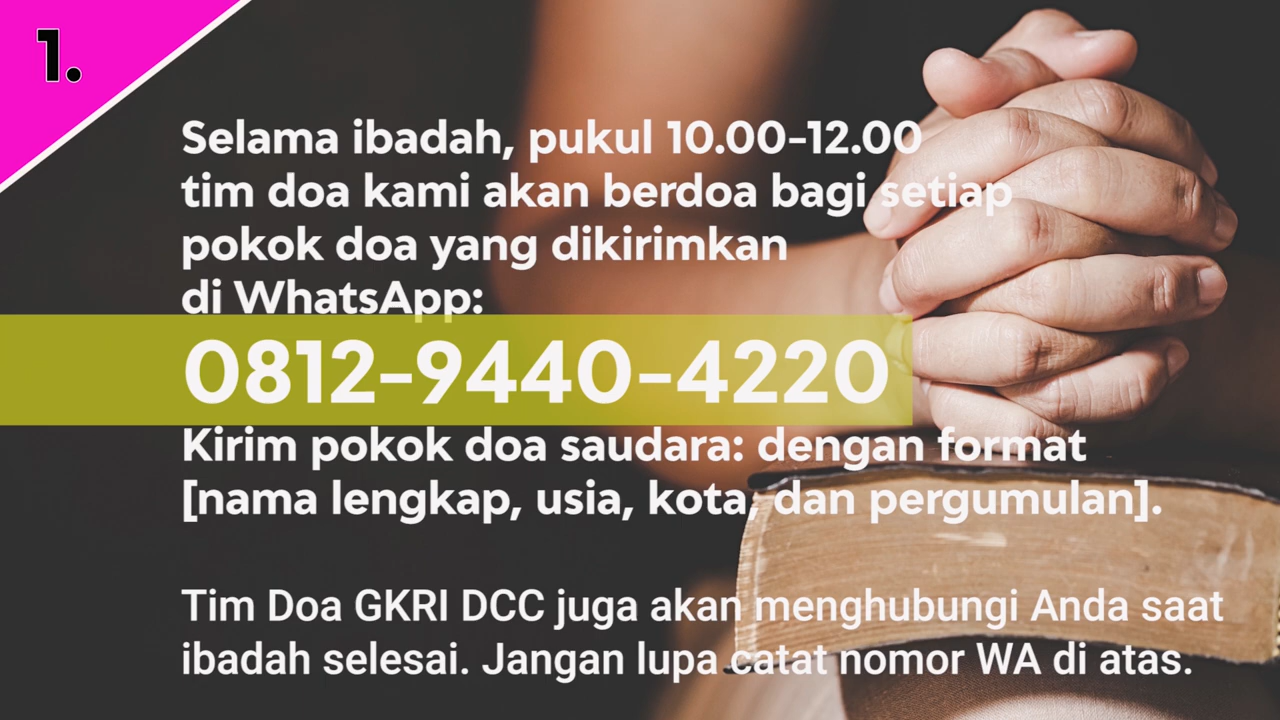 1.
Selama ibadah, pukul 10.00-12.00
tim doa kami akan berdoa bagi setiap
pokok doa yang dikirimkan
di WhatsApp:
0812-9440-4220
Kirim pokok doa saudara: dengan format
[nama lengkap, usia, kota, dan pergumulan].
Tim Doa GKRI DCC juga akan menghubungi Anda saat
ibadah selesai. Jangan lupa catat nomor WA di atas.